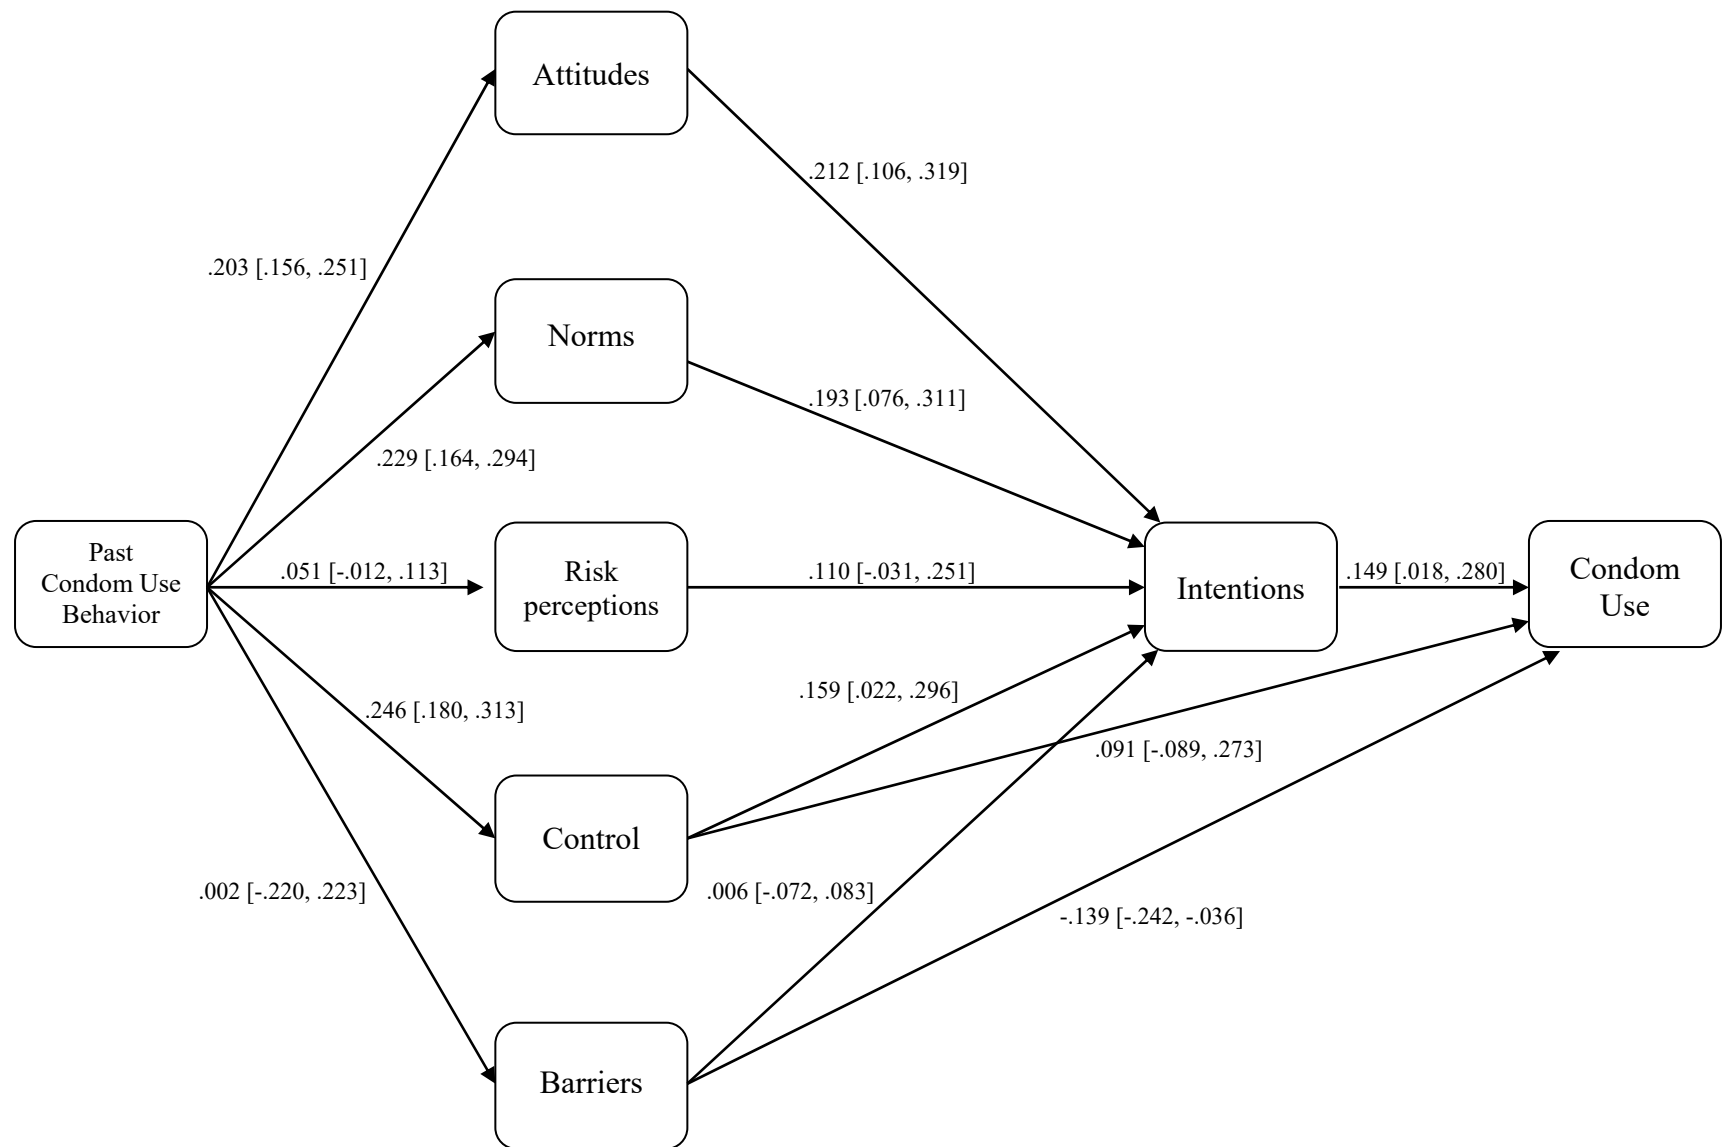 Attitudes
.212 [.106, .319]
.203 [.156, .251]
Norms
.193 [.076, .311]
.229 [.164, .294]
Past
Condom Use
Behavior
.051 [-.012, .113]
Risk
perceptions
.110 [-.031, .251]
Intentions
.149 [.018, .280]
Condom
Use
.159 [.022, .296]
.246 [.180, .313]
.091 [-.089, .273]
Control
.002 [-.220, .223]
.006 [-.072, .083]
-.139 [-.242, -.036]
Barriers